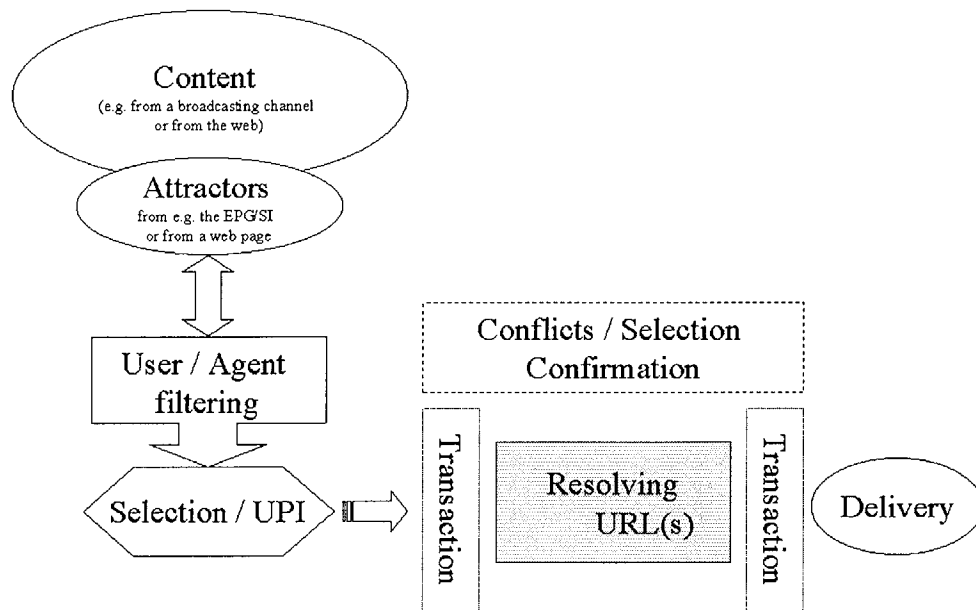 Content
(e.g. from a broadcasting channel
or from the web)
Attractors
from e.g. the EPG/SI
or from a web page
User / Agent
filtering
Selection / UPI
Conflicts / Selection
Confirmation
Transaction
Resolving
URL(s)
Transaction
Delivery